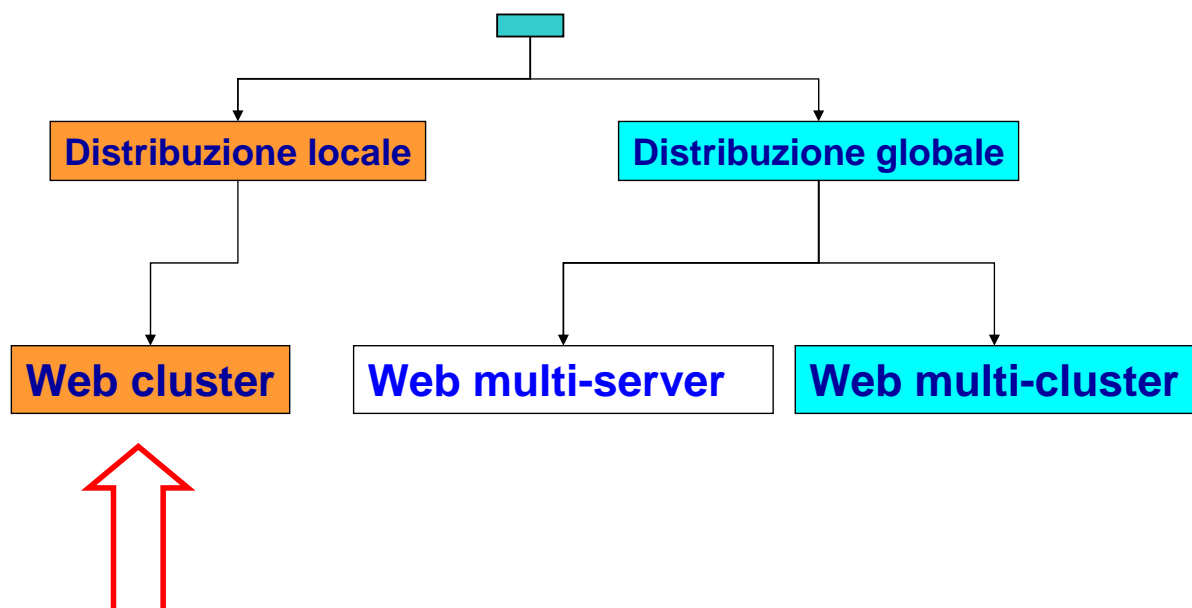 Distribuzione locale
Distribuzione globale
Web cluster
Web multi-server
Web multi-cluster